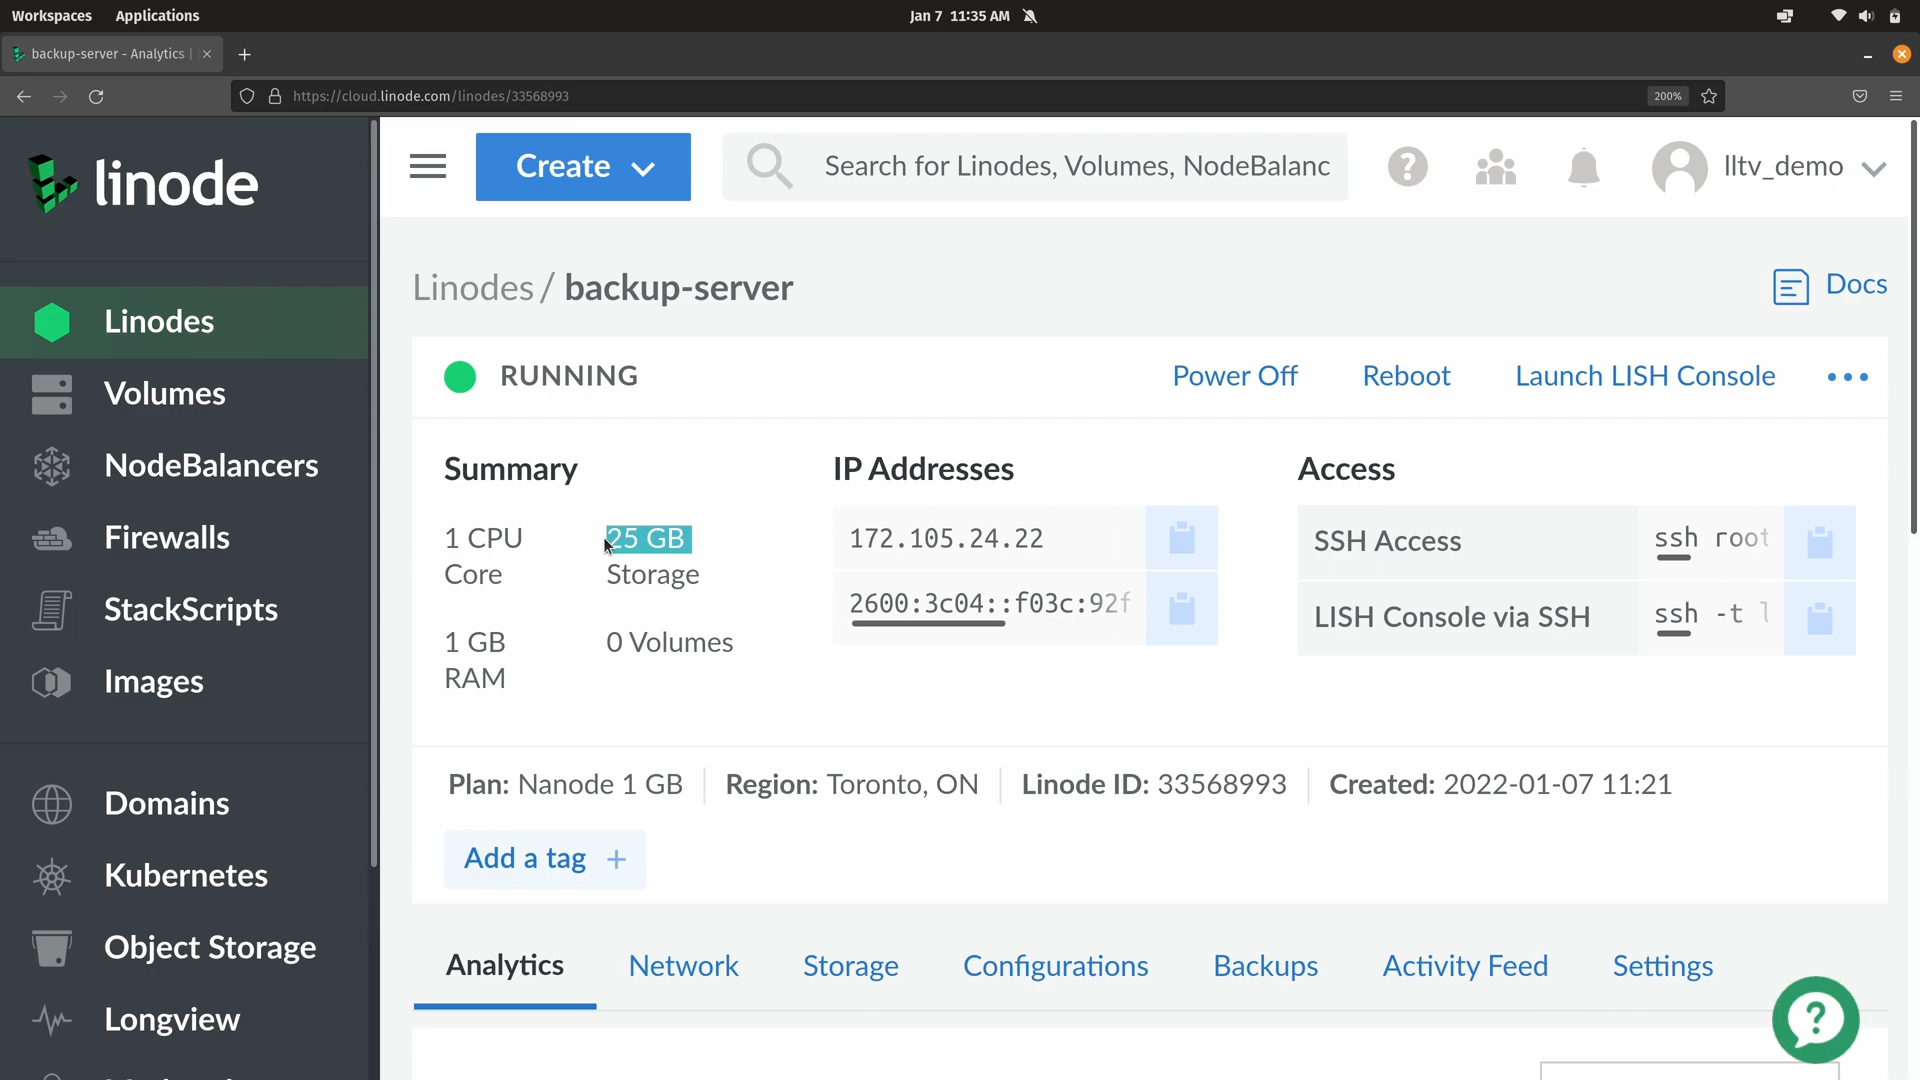 Workspaces Applications Jan 7 11:35 AM
backup-server - Analytics |
https://cloud.linode.com/linodes/33568993 200%
linode
Create Search for Linodes, Volumes, NodeBalanc lltv_demo
Linodes / backup-server Docs
Linodes
Volumes
NodeBalancers
Firewalls
StackScripts
Images
Domains
Kubernetes
Object Storage
Longview
RUNNING Power Off Reboot Launch LISH Console
Summary
1 CPU Core
25 GB Storage
1 GB RAM
0 Volumes
IP Addresses
172.105.24.22
2600:3c04::f03c:92f
Access
SSH Access ssh root
LISH Console via SSH ssh -t l
Plan: Nanode 1 GB Region: Toronto, ON Linode ID: 33568993 Created: 2022-01-07 11:21
Add a tag +
Analytics Network Storage Configurations Backups Activity Feed Settings